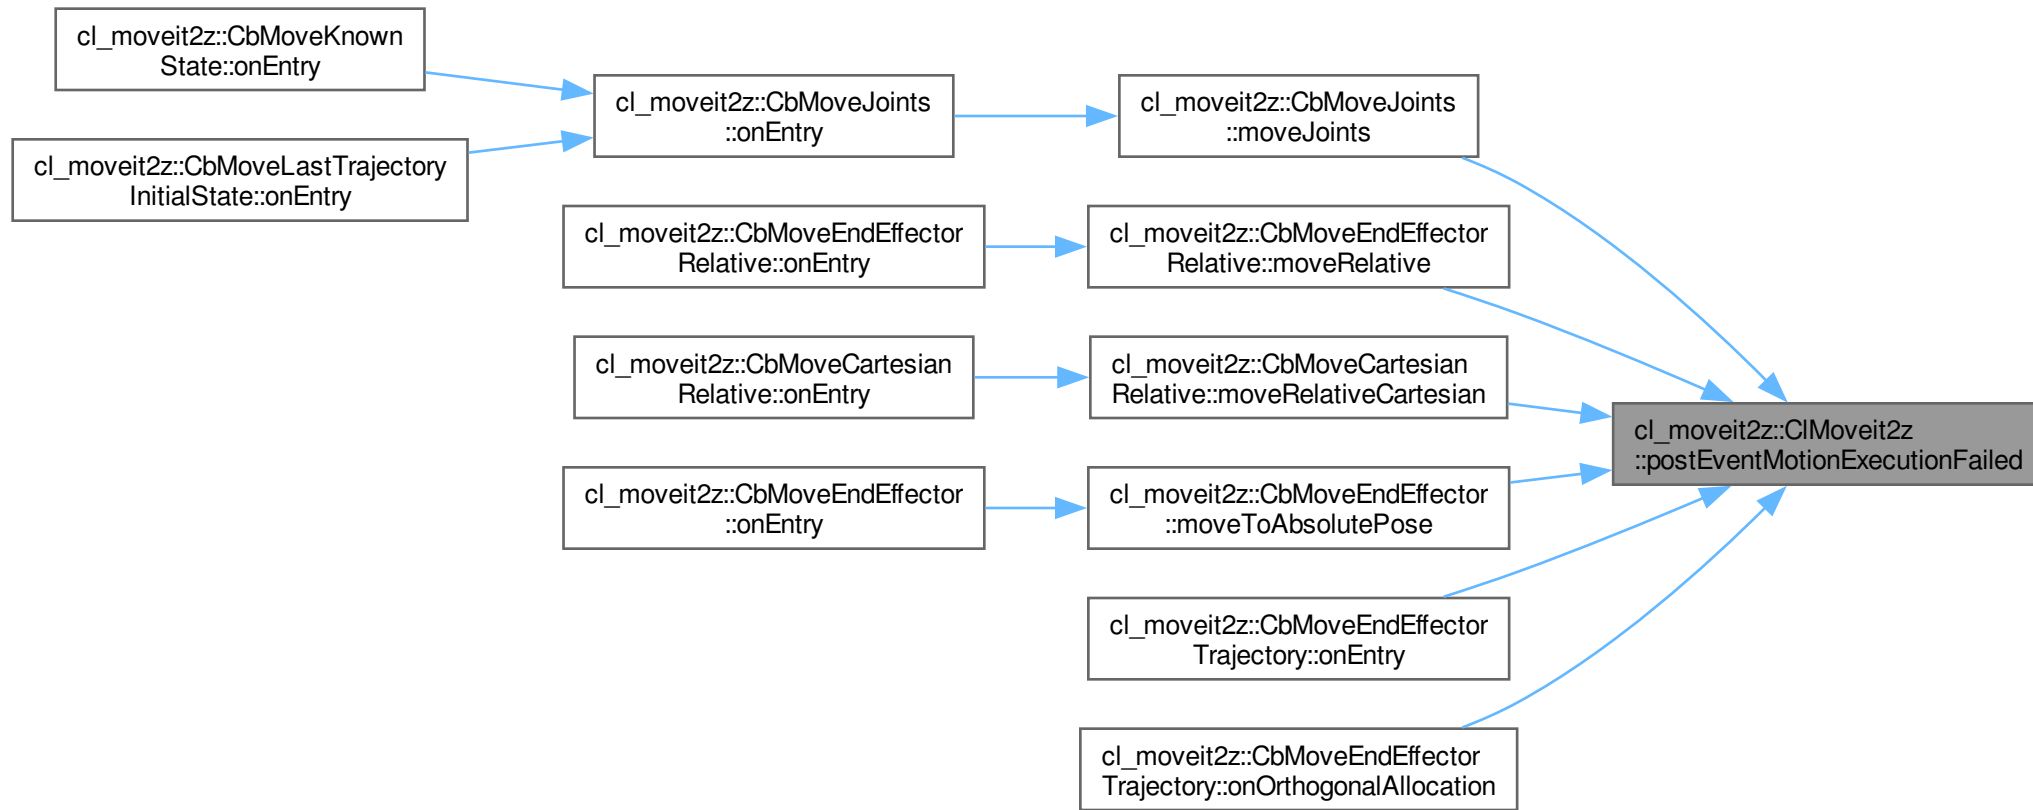 cl_moveit2z::CbMoveKnown
State::onEntry
cl_moveit2z::CbMoveLastTrajectory
InitialState::onEntry
cl_moveit2z::CbMoveJoints
::onEntry
cl_moveit2z::CbMoveJoints
::moveJoints
cl_moveit2z::CbMoveEndEffector
Relative::onEntry
cl_moveit2z::CbMoveEndEffector
Relative::moveRelative
cl_moveit2z::CbMoveCartesian
Relative::onEntry
cl_moveit2z::CbMoveCartesian
Relative::moveRelativeCartesian
cl_moveit2z::CbMoveEndEffector
::onEntry
cl_moveit2z::CbMoveEndEffector
::moveToAbsolutePose
cl_moveit2z::CbMoveEndEffector
Trajectory::onEntry
cl_moveit2z::CbMoveEndEffector
Trajectory::onOrthogonalAllocation
cl_moveit2z::ClMoveit2z
::postEventMotionExecutionFailed